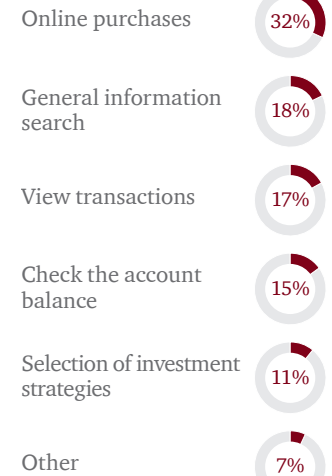 Online purchases
32%
General information
search
18%
View transactions
17%
Check the account
balance
15%
Selection of investment
strategies
11%
Other
7%